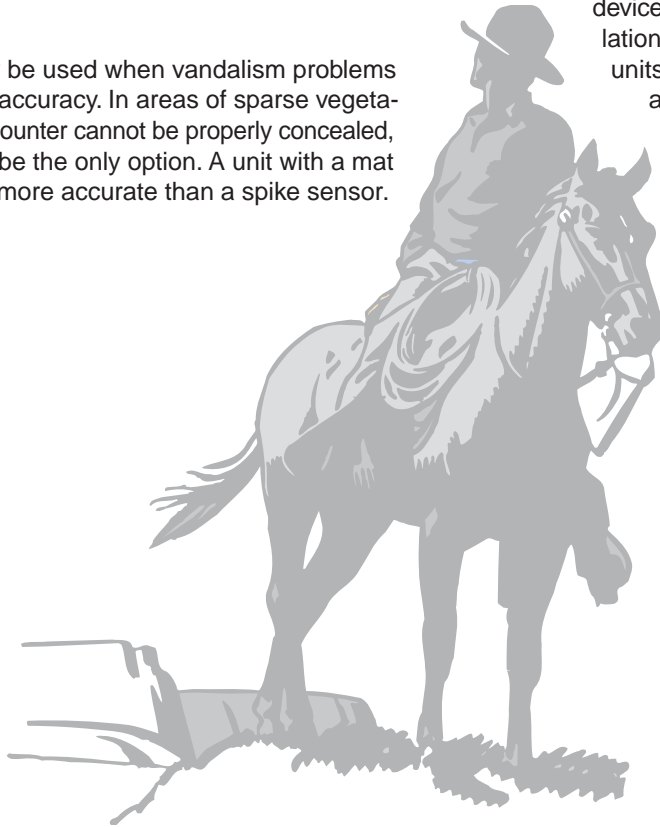 be used when vandalism problems
accuracy. In areas of sparse vegeta-
ounter cannot be properly concealed,
be the only option. A unit with a mat
more accurate than a spike sensor.
device
lation
units
a